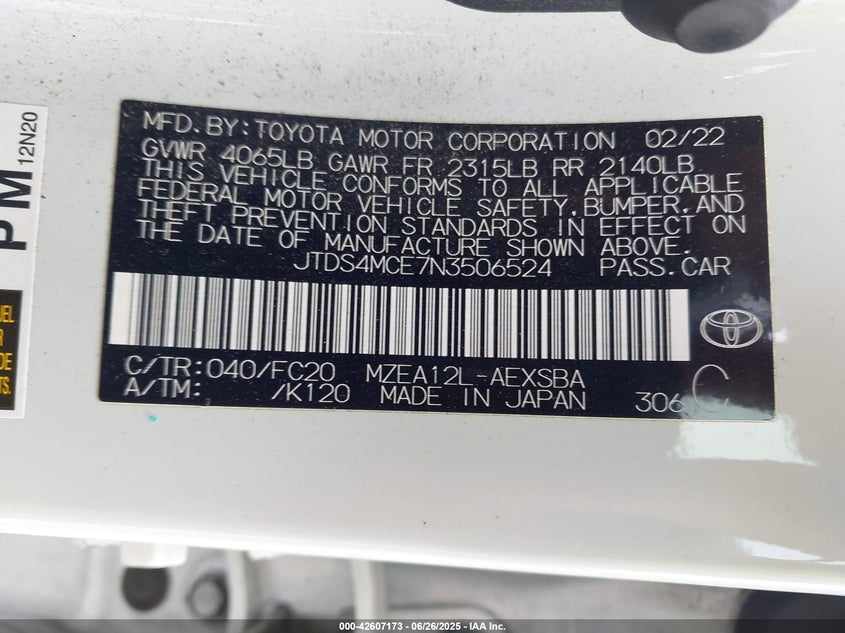 MFD.BY:TOYOTA MOTOR CORPORATION 02/22
GVWR 4065LB GAWR FR 2315LB RR 2140LB
THIS VEHICLE CONFORMS TO ALL APPLICABLE
FEDERAL MOTOR VEHICLE SAFETY,BUMPER,AND
THEFT PREVENTION STANDARDS IN EFFECT ON
THE DATE OF MANUFACTURE SHOWN ABOVE.
JTDS4MCE7N3506524 PASS.CAR
C/TR:040/FC20 MZEA12L-AEXSBA
A/TM: /K120 MADE IN JAPAN 306 C
PM
12N20
000-42607173 - 06/26/2025 - IAA Inc.